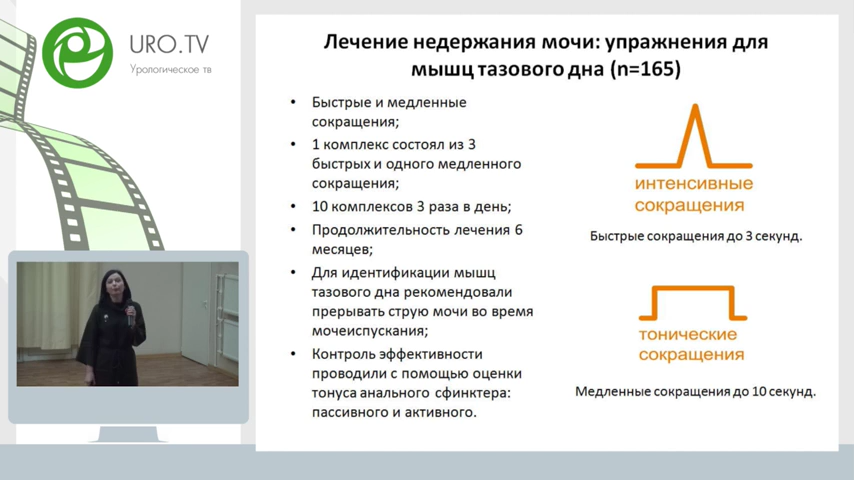 URO.TV
Урологическое тв
Лечение недержания мочи: упражнения для
мышц тазового дна (n=165)
• Быстрые и медленные
сокращения;
• 1 комплекс состоял из 3
быстрых и одного медленного
сокращения;
• 10 комплексов 3 раза в день;
• Продолжительность лечения 6
месяцев;
• Для идентификации мышц
тазового дна рекомендовали
прерывать струю мочи во время
мочеиспускания;
• Контроль эффективности
проводили с помощью оценки
тонуса анального сфинктера:
пассивного и активного.
интенсивные
сокращения
Быстрые сокращения до 3 секунд.
тонические
сокращения
Медленные сокращения до 10 секунд.